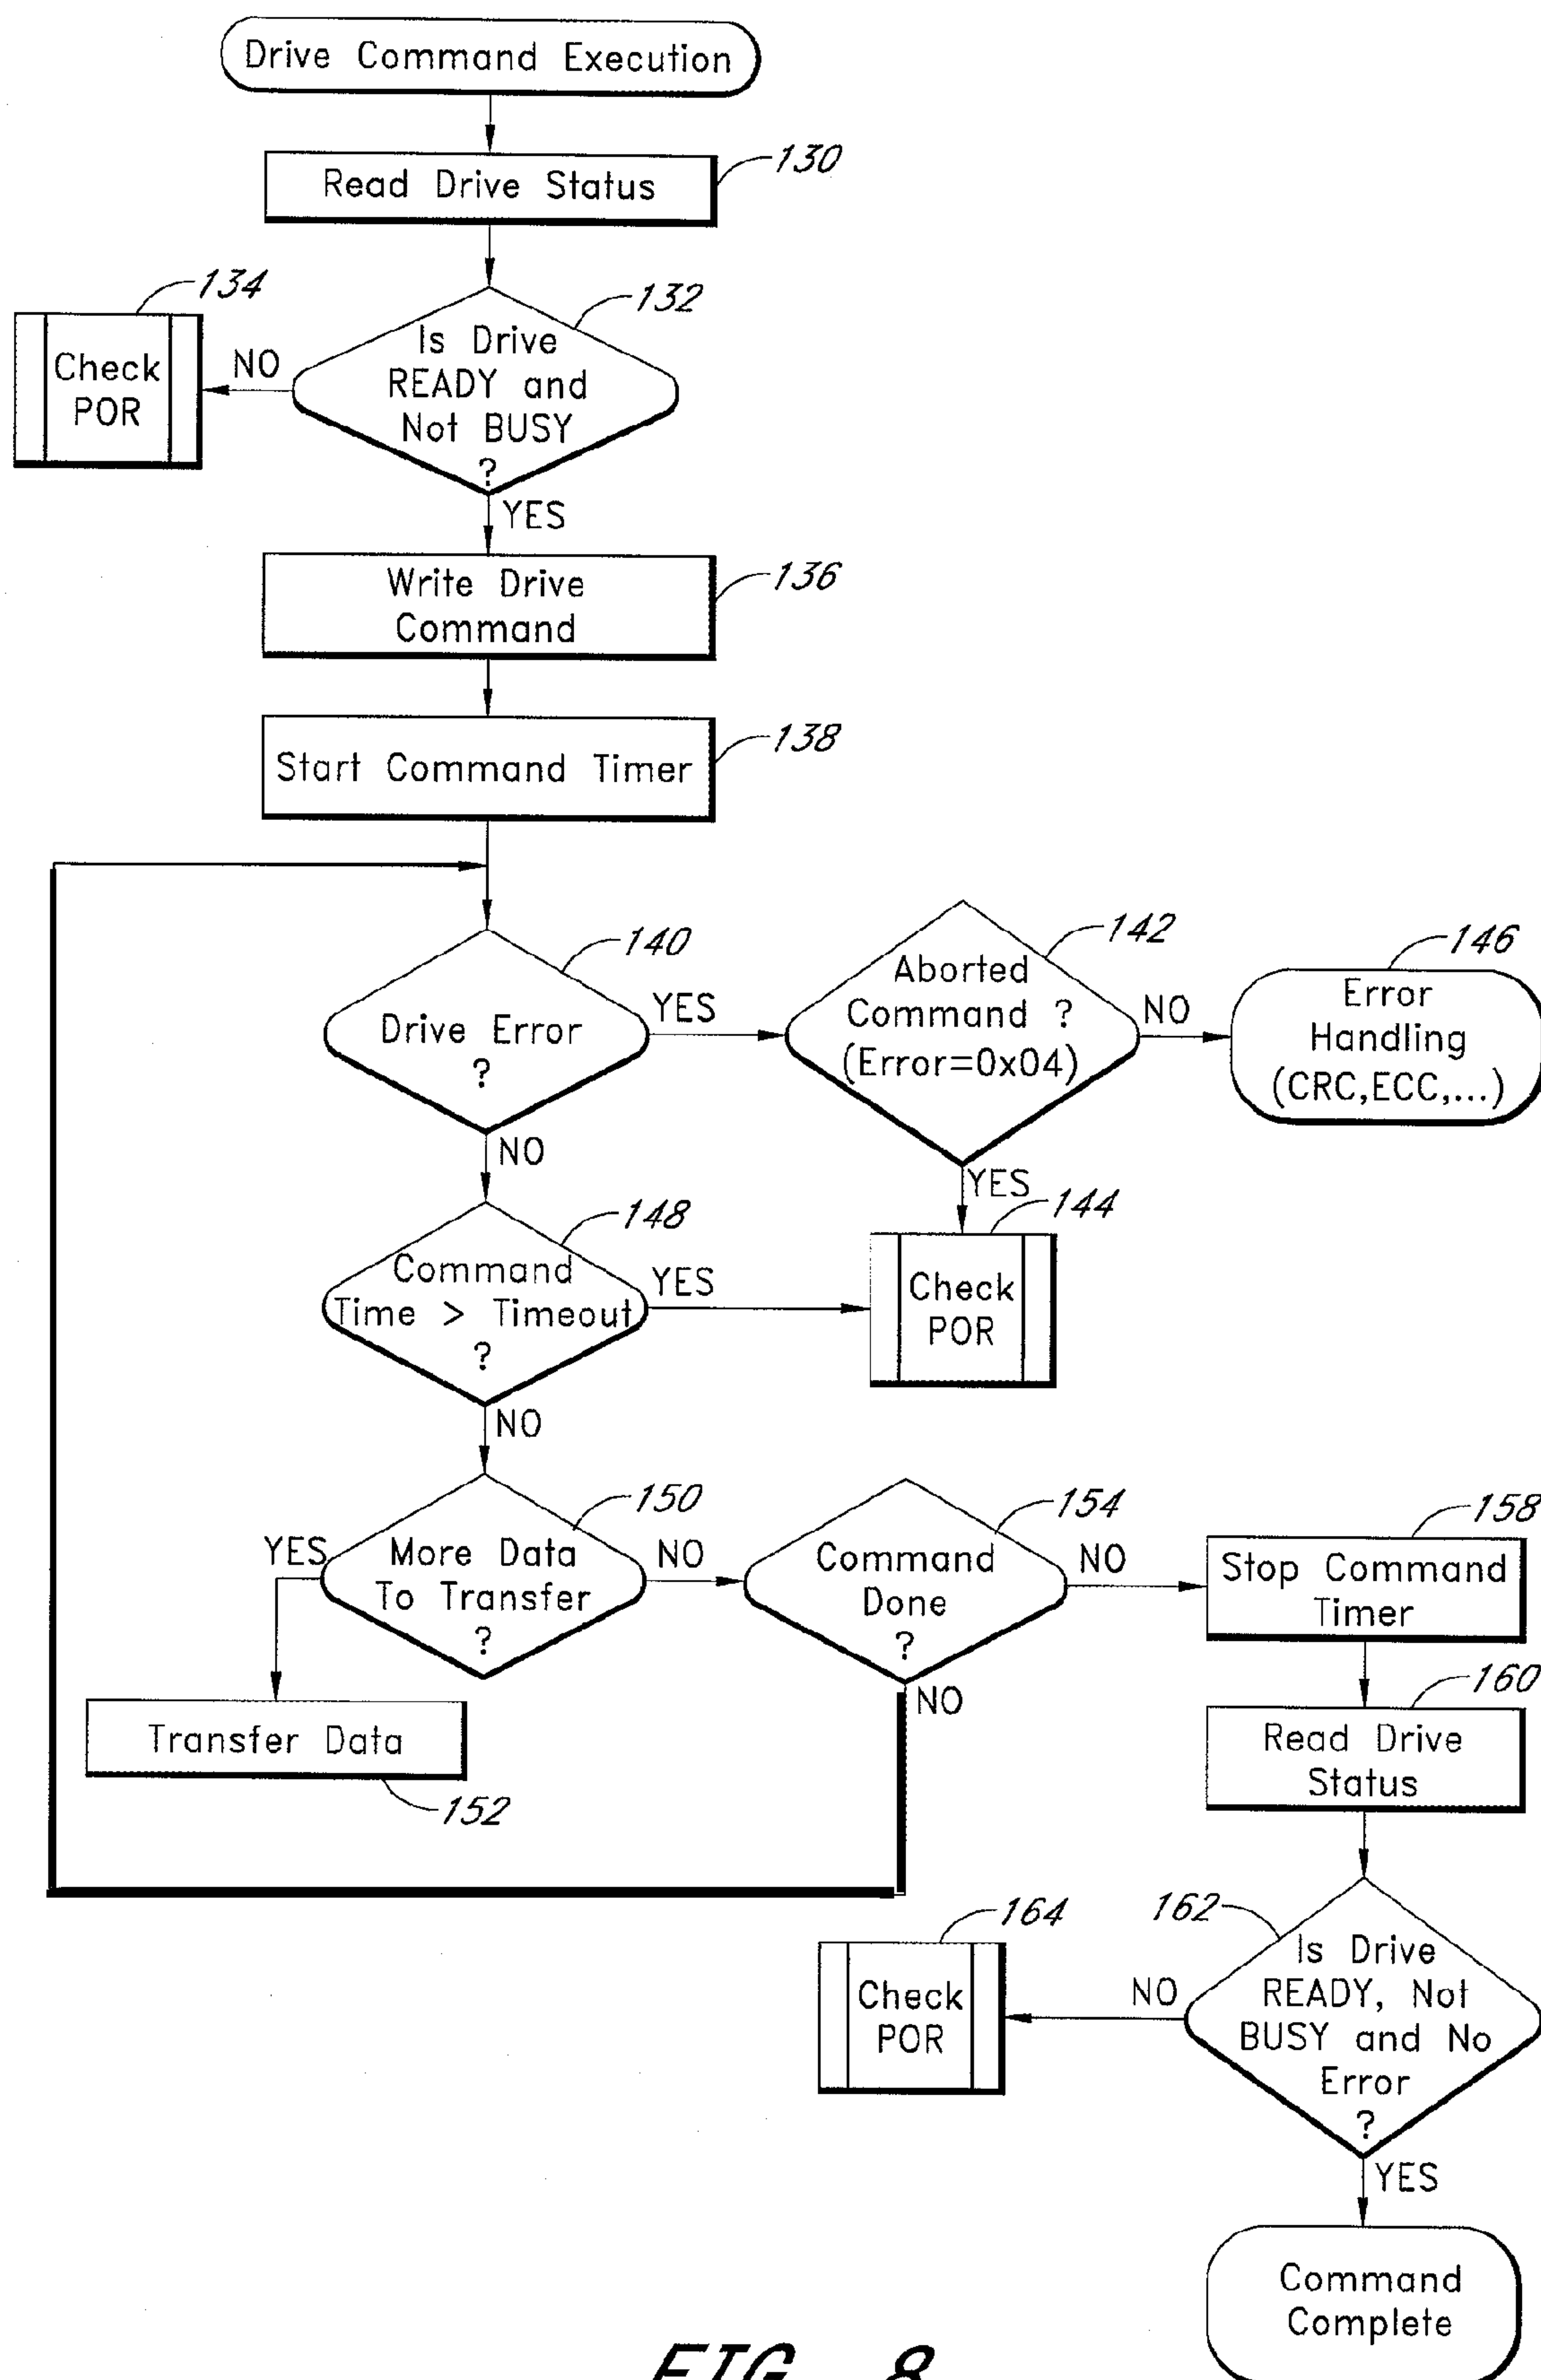 Drive Command Execution
Read Drive Status
130
134
132
Check
POR
NO
Is Drive
READY and
Not BUSY
?
YES
Write Drive
Command
136
Start Command Timer
138
140
Drive Error
?
YES
142
Aborted
Command ?
(Error=0x04)
NO
146
Error
Handling
(CRC,ECC,...)
NO
YES
144
Check
POR
148
Command
Time > Timeout
?
YES
NO
150
YES
More Data
To Transfer
?
NO
154
Command
Done
?
NO
158
Stop Command
Timer
NO
Transfer Data
152
160
Read Drive
Status
164
Check
POR
162
NO
Is Drive
READY, Not
BUSY and No
Error
?
YES
Command
Complete
FIG. 8